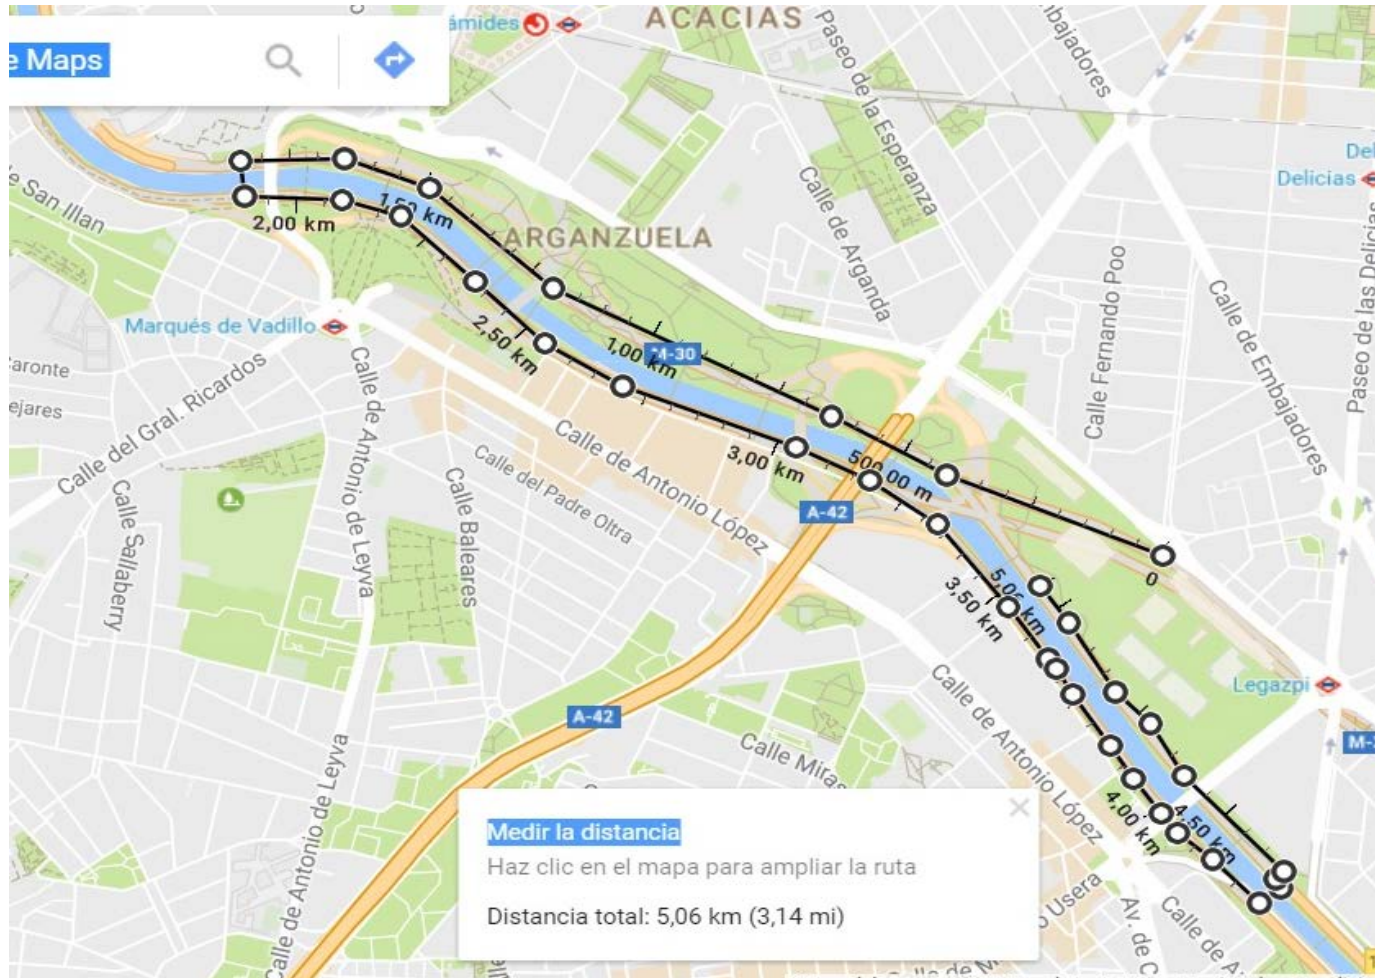 e Maps
ámides
ACACIAS
Paseo de la Esperanza
Delicias
e San Illan
2,00 km
1,50 km
ARGANZUELA
Calle de Arganda
Calle Fernando Poo
Calle de Embajadores
Paseo de las Delicias
Marqués de Vadillo
2,50 km
1,00 km
M-30
Calle del Gral. Ricardos
Calle de Antonio de Leyva
ejares
Calle Sallaberry
Calle Baleares
Calle del Padre Oltra
Calle de Antonio López
3,00 km
500,00 m
A-42
0
3,50 km
5,06 km
Legazpi
A-42
Calle de Antonio López
Calle de Antonio de Leyva
4,00 km
4,50 km
Medir la distancia
Haz clic en el mapa para ampliar la ruta
Distancia total: 5,06 km (3,14 mi)
Usera